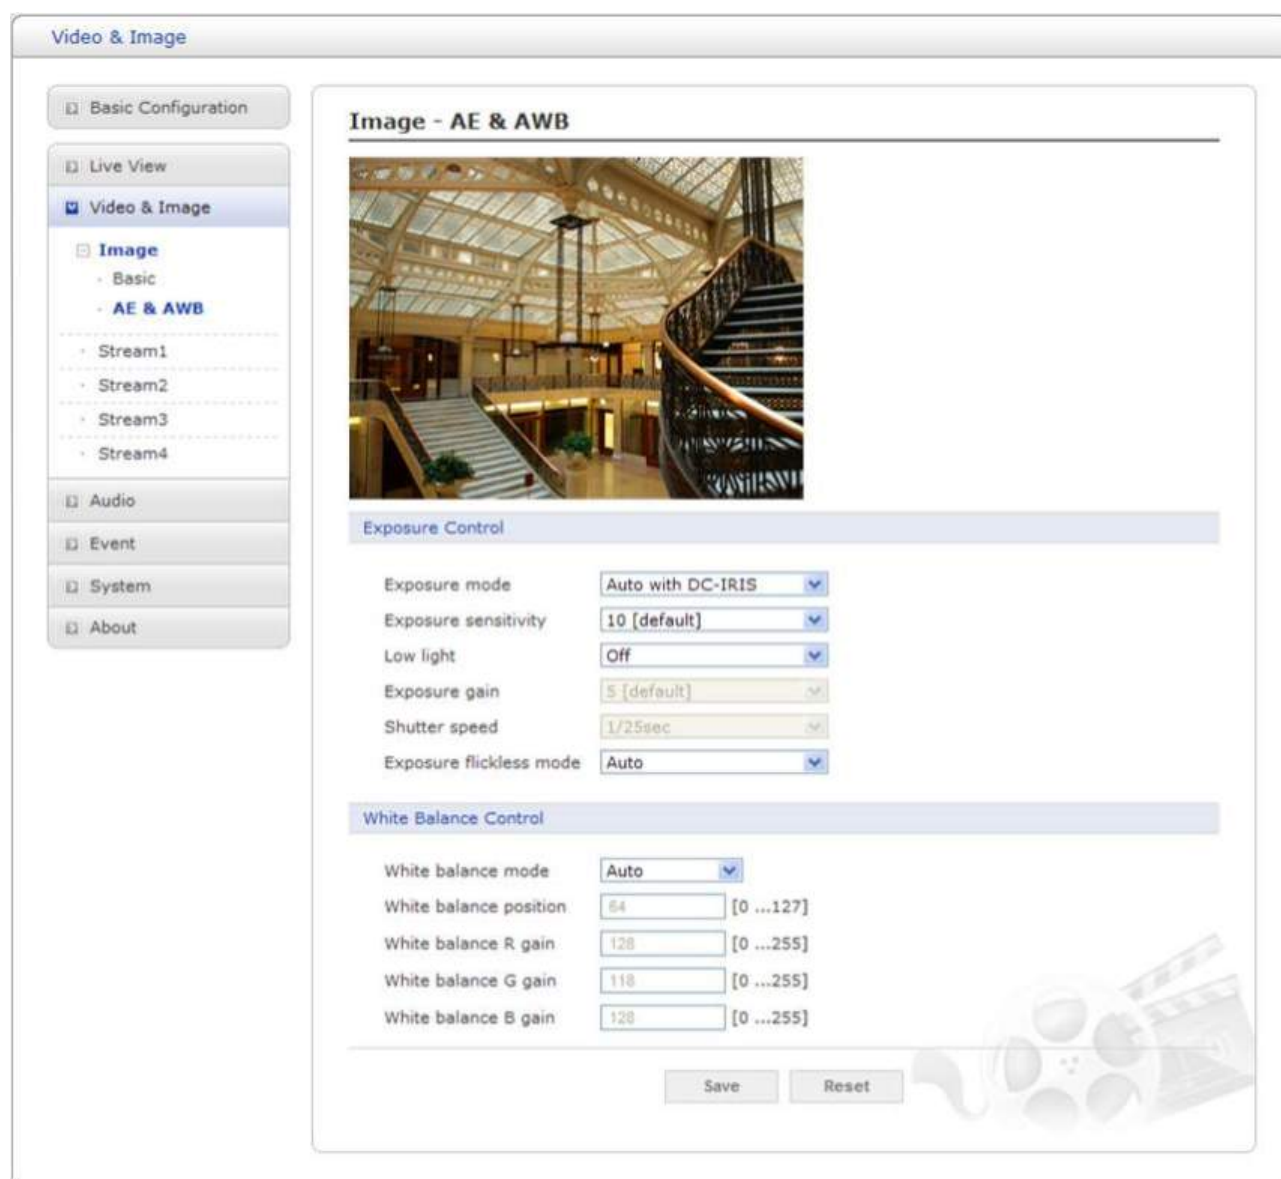 Video & Image
Basic Configuration
Live View
Video & Image
Image
Basic
AE & AWB
Stream1
Stream2
Stream3
Stream4
Audio
Event
System
About
Image - AE & AWB
Exposure Control
Exposure mode Auto with DC-IRIS
Exposure sensitivity 10 [default]
Low light Off
Exposure gain 5 [default]
Shutter speed 1/25sec
Exposure flickless mode Auto
White Balance Control
White balance mode Auto
White balance position 64 [0 ...127]
White balance R gain 128 [0 ...255]
White balance G gain 118 [0 ...255]
White balance B gain 128 [0 ...255]
Save Reset